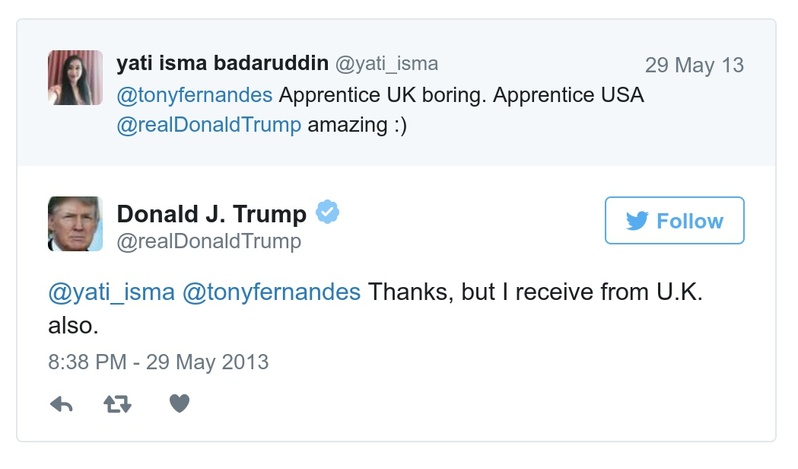 yati isma badaruddin @yati_isma 29 May 13
@tonyfernandes Apprentice UK boring. Apprentice USA
@realDonaldTrump amazing :)
Donald J. Trump
@realDonaldTrump
Follow
@yati_isma @tonyfernandes Thanks, but I receive from U.K.
also.
8:38 PM - 29 May 2013